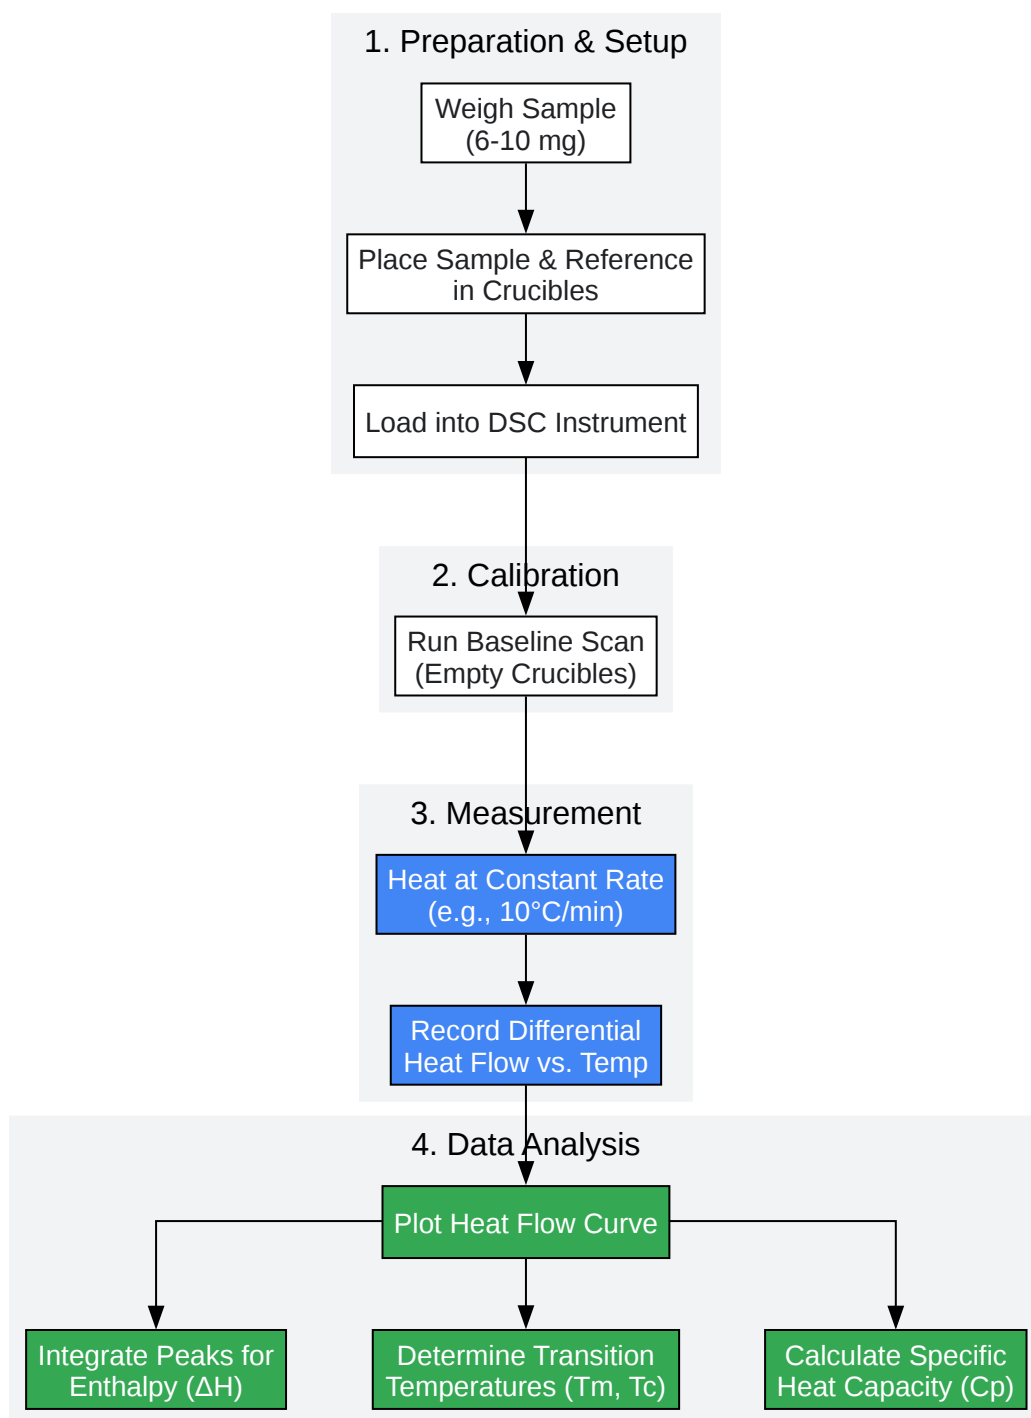 1. Preparation & Setup
Weigh Sample
(6-10 mg)
Place Sample & Reference
in Crucibles
Load into DSC Instrument
2. Calibration
Run Baseline Scan
(Empty Crucibles)
3. Measurement
Heat at Constant Rate
(e.g., 10°C/min)
Record Differential
Heat Flow vs. Temp
4. Data Analysis
Plot Heat Flow Curve
Integrate Peaks for
Enthalpy (ΔH)
Determine Transition
Temperatures (Tm, Tc)
Calculate Specific
Heat Capacity (Cp)